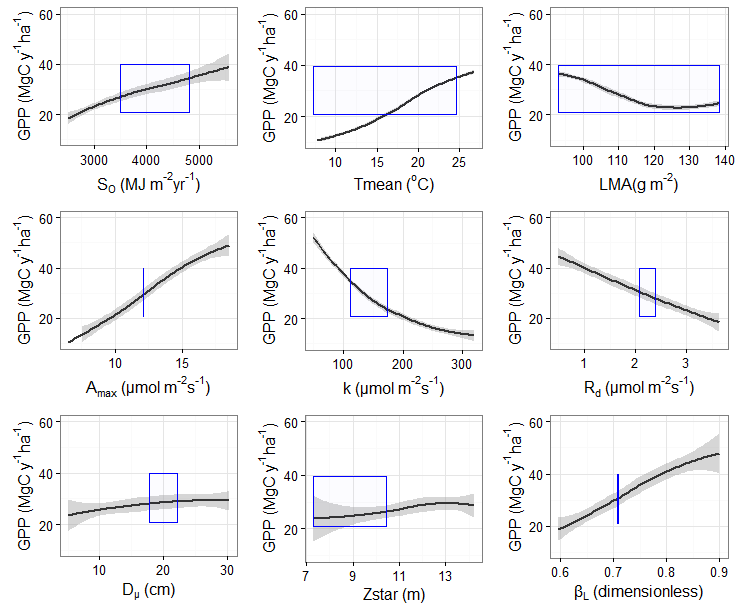 GPP (MgC y⁻¹ha⁻¹)
60
40
20
3000 4000 5000
S₀ (MJ m⁻²yr⁻¹)
GPP (MgC y⁻¹ha⁻¹)
60
40
20
10 15 20 25
Tmean (°C)
GPP (MgC y⁻¹ha⁻¹)
60
40
20
100 110 120 130 140
LMA(g m⁻²)
GPP (MgC y⁻¹ha⁻¹)
60
40
20
10 15
Aₘₐₓ (µmol m⁻²s⁻¹)
GPP (MgC y⁻¹ha⁻¹)
60
40
20
100 200 300
k (µmol m⁻²s⁻¹)
GPP (MgC y⁻¹ha⁻¹)
60
40
20
1 2 3
R_d (µmol m⁻²s⁻¹)
GPP (MgC y⁻¹ha⁻¹)
60
40
20
10 20 30
D_µ (cm)
GPP (MgC y⁻¹ha⁻¹)
60
40
20
7 9 11 13
Zstar (m)
GPP (MgC y⁻¹ha⁻¹)
60
40
20
0.6 0.7 0.8 0.9
β_L (dimensionless)